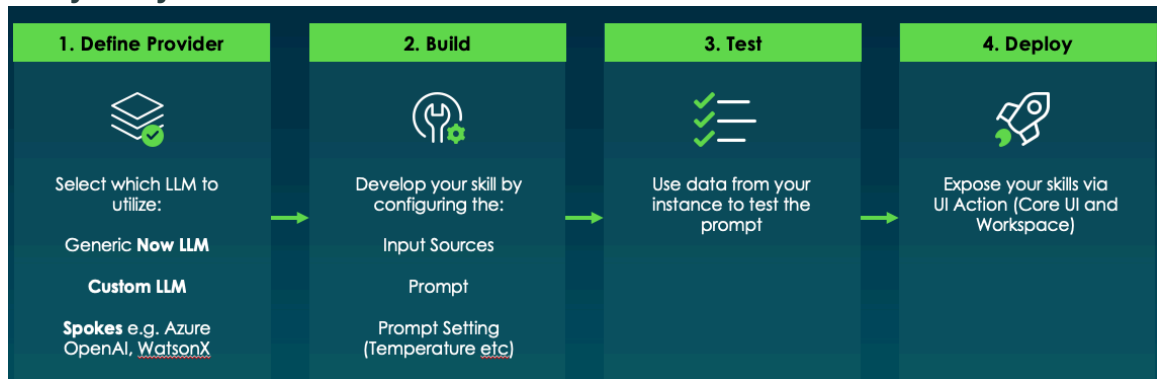 1. Define Provider
Select which LLM to
utilize:
Generic Now LLM
Custom LLM
Spokes e.g. Azure
OpenAI, WatsonX
2. Build
Develop your skill by
configuring the:
Input Sources
Prompt
Prompt Setting
(Temperature etc)
3. Test
Use data from your
instance to test the
prompt
4. Deploy
Expose your skills via
UI Action (Core UI and
Workspace)